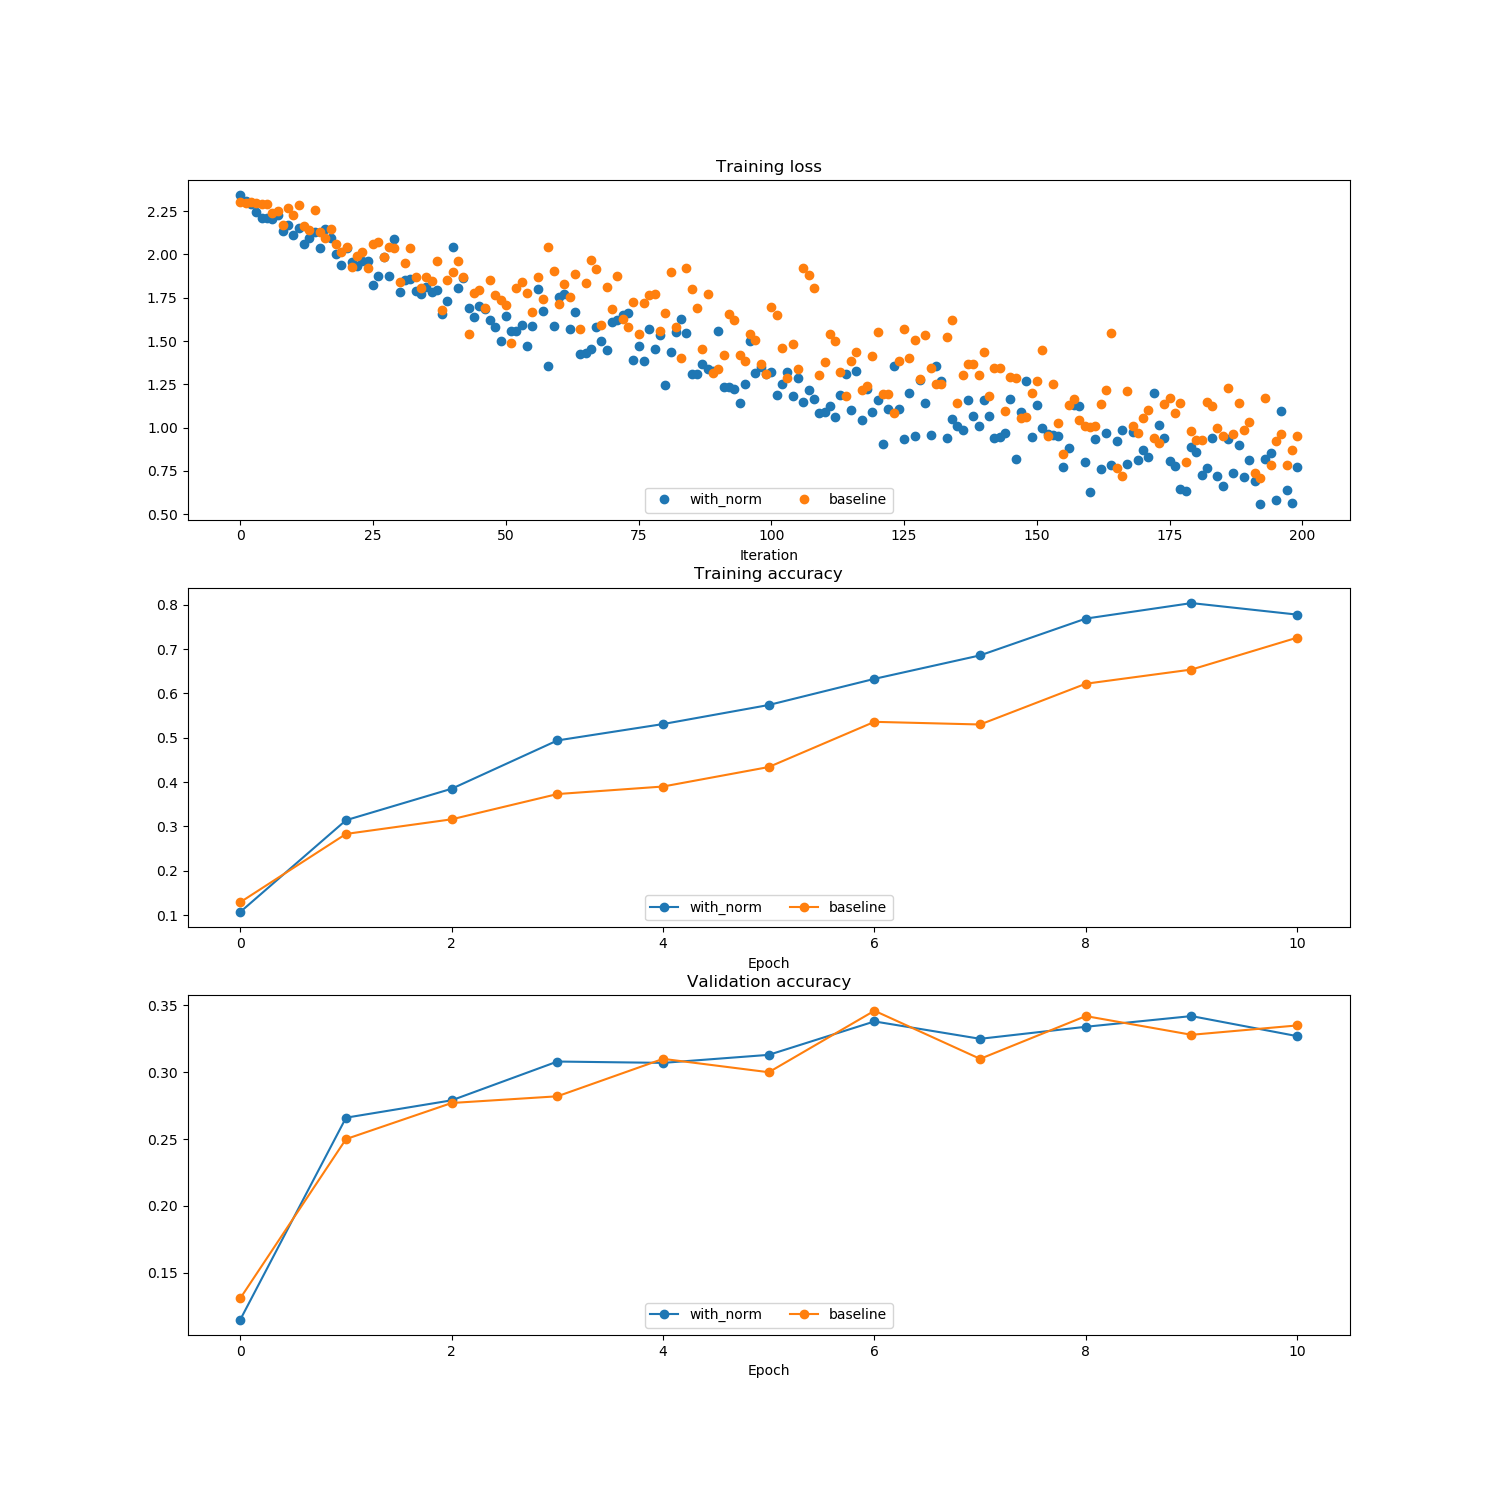 Training loss
2.25
2.00
1.75
1.50
1.25
1.00
0.75
0.50
with_norm baseline
0 25 50 75 100 125 150 175 200
Iteration
Training accuracy
0.8
0.7
0.6
0.5
0.4
0.3
0.2
0.1
with_norm baseline
0 2 4 6 8 10
Epoch
Validation accuracy
0.35
0.30
0.25
0.20
0.15
with_norm baseline
0 2 4 6 8 10
Epoch